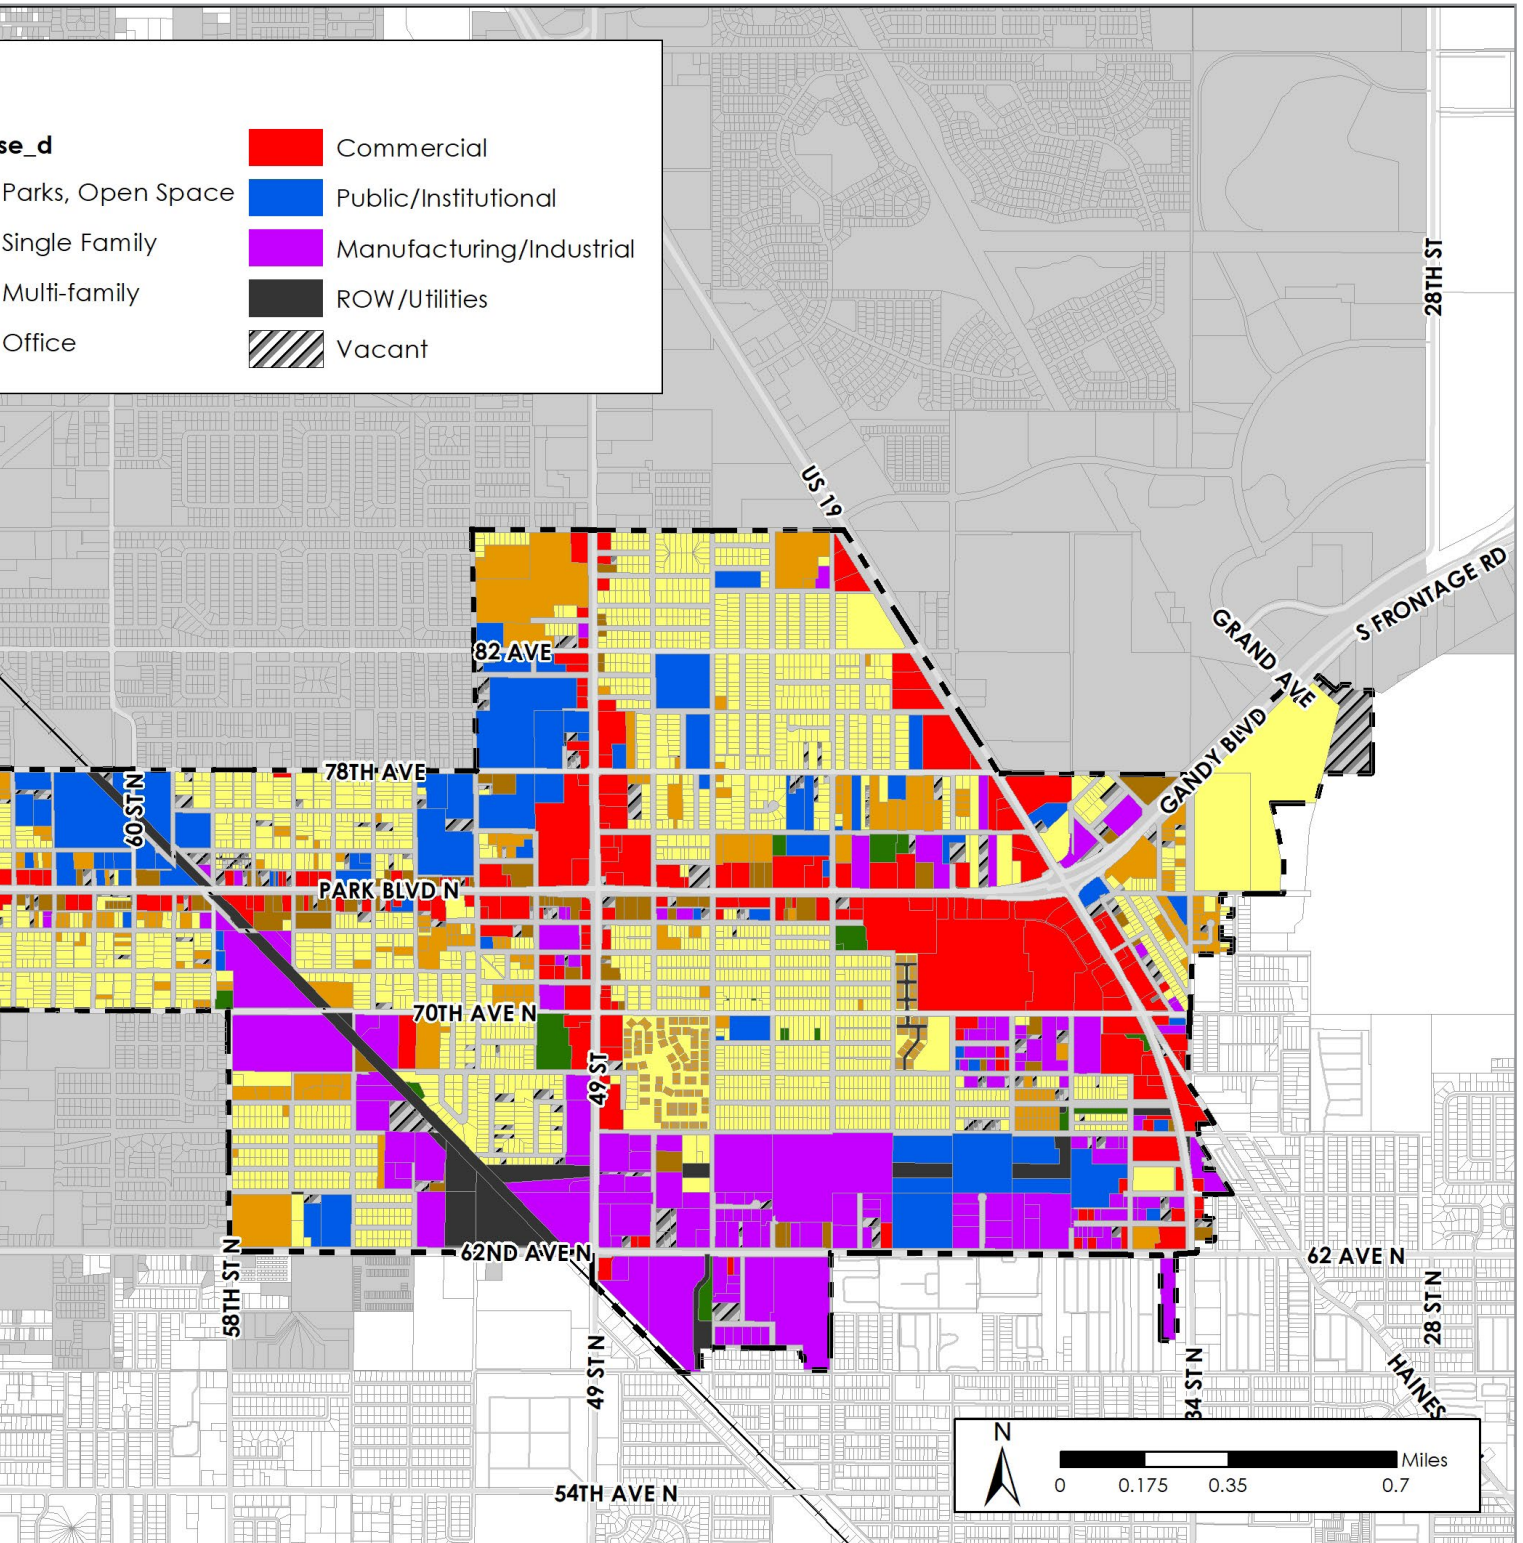 se_d
Parks, Open Space
Single Family
Multi-family
Office
Commercial
Public/Institutional
Manufacturing/Industrial
ROW/Utilities
Vacant
28TH ST
US 19
S FRONTAGE RD
GRAND AVE
82 AVE
GANDY BLVD
78TH AVE
60 ST N
PARK BLVD N
70TH AVE N
49 ST
62ND AVE N
62 AVE N
58TH ST N
28 ST N
49 ST N
34 ST N
HAINES
54TH AVE N
N
Miles
0 0.175 0.35 0.7